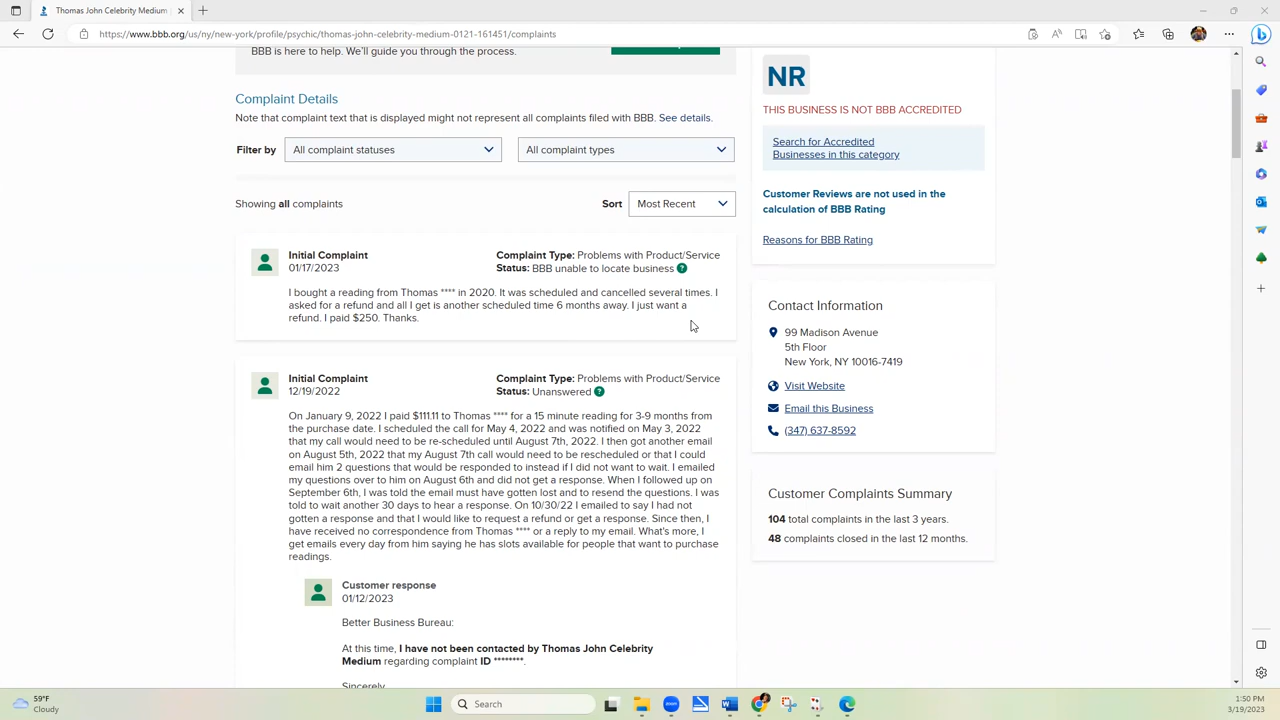 Thomas John Celebrity Medium |
https://www.bbb.org/us/ny/new-york/profile/psychic/thomas-john-celebrity-medium-0121-161451/complaints
BBB is here to help. We'll guide you through the process.
Complaint Details
Note that complaint text that is displayed might not represent all complaints filed with BBB. See details.
Filter by All complaint statuses All complaint types
Showing all complaints Sort Most Recent
Initial Complaint Complaint Type: Problems with Product/Service
01/17/2023 Status: BBB unable to locate business ?
I bought a reading from Thomas **** in 2020. It was scheduled and cancelled several times. I
asked for a refund and all I get is another scheduled time 6 months away. I just want a
refund. I paid $250. Thanks.
Initial Complaint Complaint Type: Problems with Product/Service
12/19/2022 Status: Unanswered ?
On January 9, 2022 I paid $111.11 to Thomas **** for a 15 minute reading for 3-9 months from
the purchase date. I scheduled the call for May 4, 2022 and was notified on May 3, 2022
that my call would need to be re-scheduled until August 7th, 2022. I then got another email
on August 5th, 2022 that my August 7th call would need to be rescheduled or that I could
email him 2 questions that would be responded to instead if I did not want to wait. I emailed
my questions over to him on August 6th and did not get a response. When I followed up on
September 6th, I was told the email must have gotten lost and to resend the questions. I was
told to wait another 30 days to hear a response. On 10/30/22 I emailed to say I had not
gotten a response and that I would like to request a refund or get a response. Since then, I
have received no correspondence from Thomas **** or a reply to my email. What's more, I
get emails every day from him saying he has slots available for people that want to purchase
readings.
Customer response
01/12/2023
Better Business Bureau:
At this time, I have not been contacted by Thomas John Celebrity
Medium regarding complaint ID ********.
Sincerely
NR
THIS BUSINESS IS NOT BBB ACCREDITED
Search for Accredited
Businesses in this category
Customer Reviews are not used in the
calculation of BBB Rating
Reasons for BBB Rating
Contact Information
99 Madison Avenue
5th Floor
New York, NY 10016-7419
Visit Website
Email this Business
(347) 637-8592
Customer Complaints Summary
104 total complaints in the last 3 years.
48 complaints closed in the last 12 months.
59°F
Cloudy
Search
zoom
1:50 PM
3/19/2023